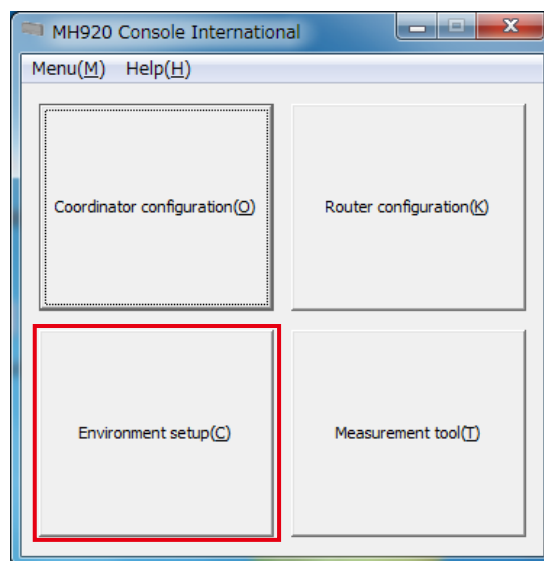 MH920 Console International
Menu(M) Help(H)
Coordinator configuration(O)
Router configuration(K)
Environment setup(C)
Measurement tool(T)